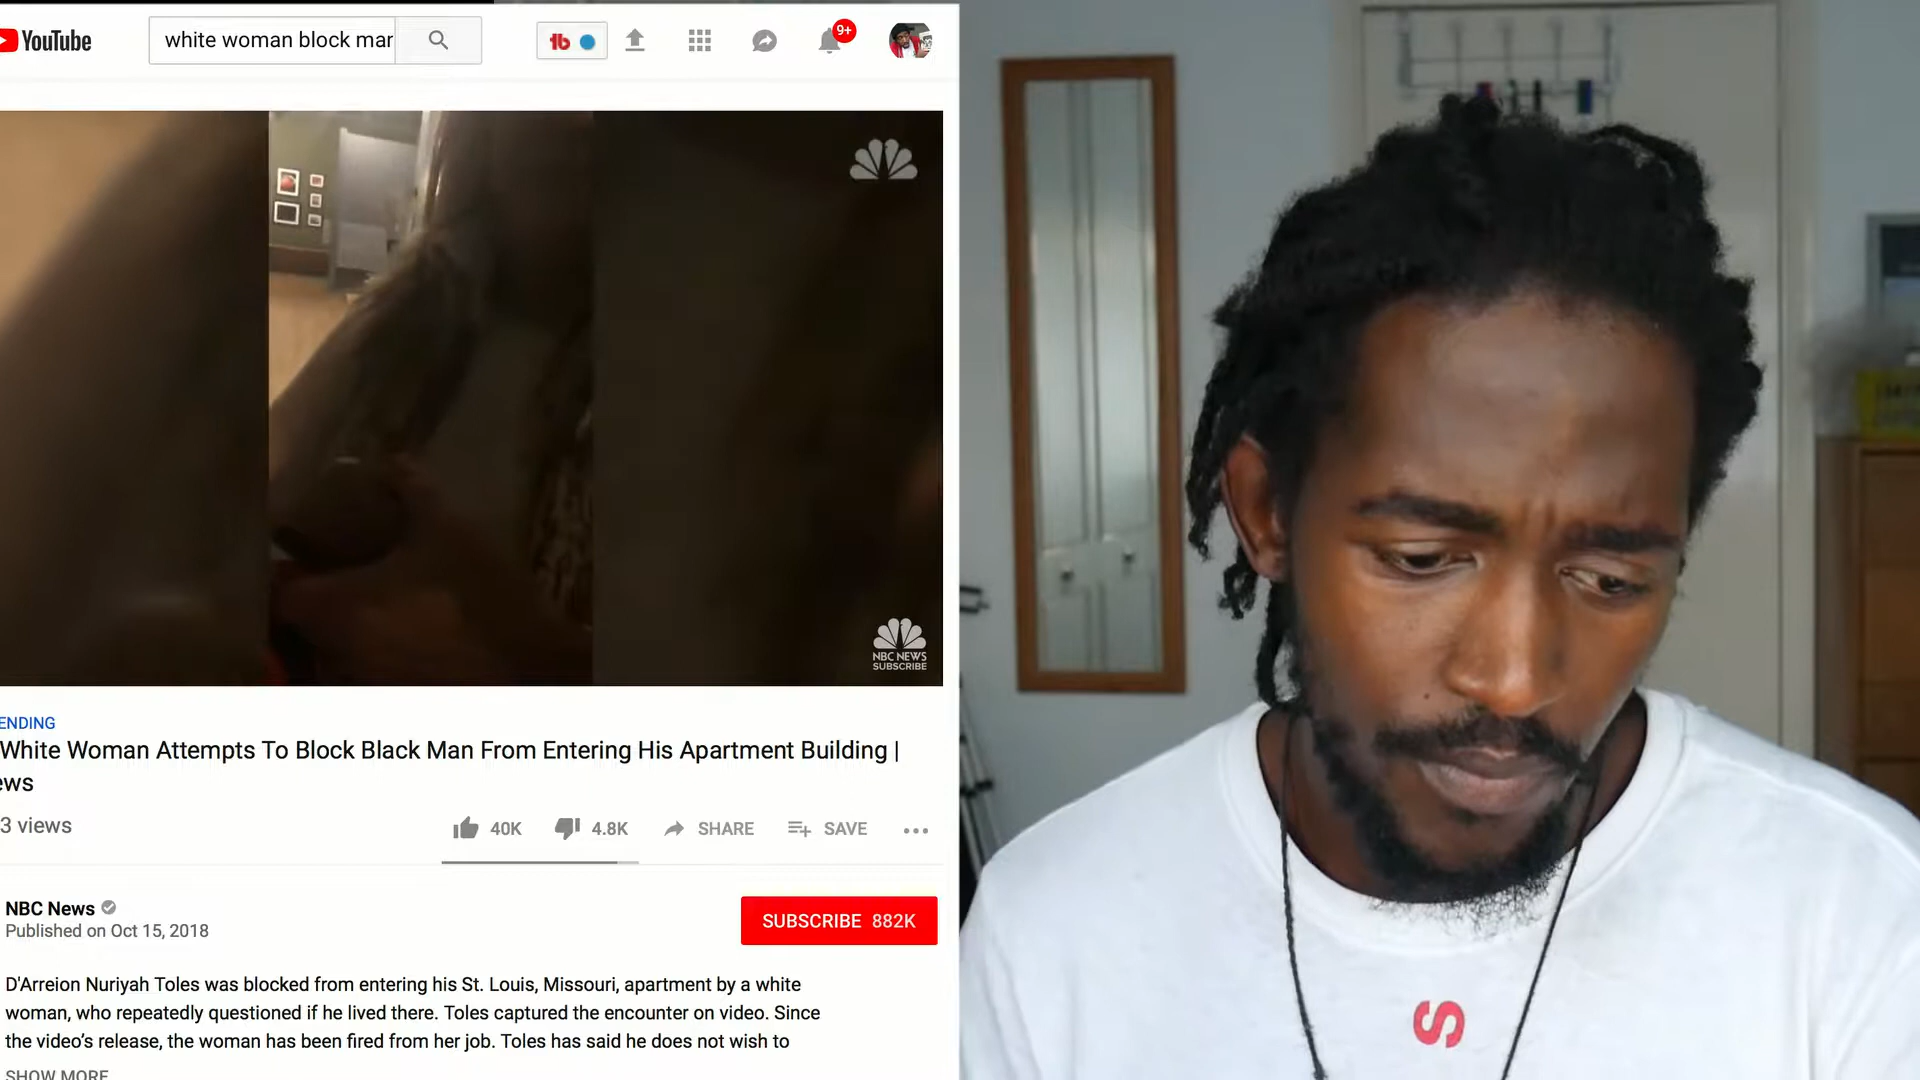 YouTube
white woman block mar
9+
NBC NEWS
SUBSCRIBE
ENDING
White Woman Attempts To Block Black Man From Entering His Apartment Building |
ews
3 views
40K
4.8K
SHARE
SAVE
NBC News
Published on Oct 15, 2018
SUBSCRIBE 882K
D'Arreion Nuriyah Toles was blocked from entering his St. Louis, Missouri, apartment by a white
woman, who repeatedly questioned if he lived there. Toles captured the encounter on video. Since
the video's release, the woman has been fired from her job. Toles has said he does not wish to
SHOW MORE
S